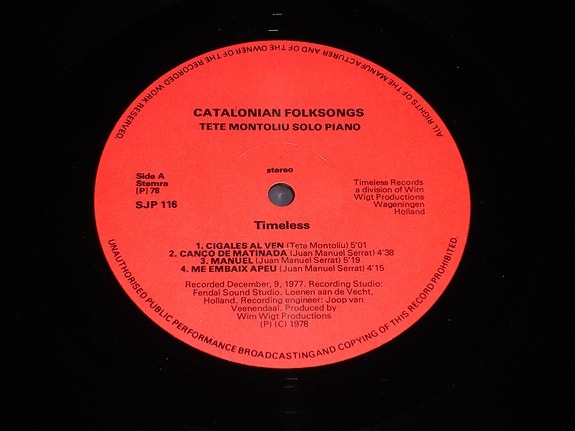 ALL RIGHTS OF THE MANUFACTURER AND OF THE OWNER OF THE RECORDED WORK RESERVED.
CATALONIAN FOLKSONGS
TETE MONTOLIU SOLO PIANO
stereo
Side A
Stemra
(P) 78
SJP 116
Timeless Records
a division of Wim
Wigt Productions
Wageningen
Holland
Timeless
1. CIGALES AL VEN (Tete Montoliu) 5'01
2. CANÇO DE MATINADA (Juan Manuel Serrat) 4'38
3. MANUEL (Juan Manuel Serrat) 5'19
4. ME EMBAIX APEU (Juan Manuel Serrat) 4'15
Recorded December, 9, 1977. Recording Studio:
Fendal Sound Studio. Loenen aan de Vecht,
Holland. Recording engineer: Joop van
Veenendaal. Produced by
Wim Wigt Productions
(P) (C) 1978
UNAUTHORISED PUBLIC PERFORMANCE BROADCASTINGAND COPYING OF THIS RECORD PROHIBITED.